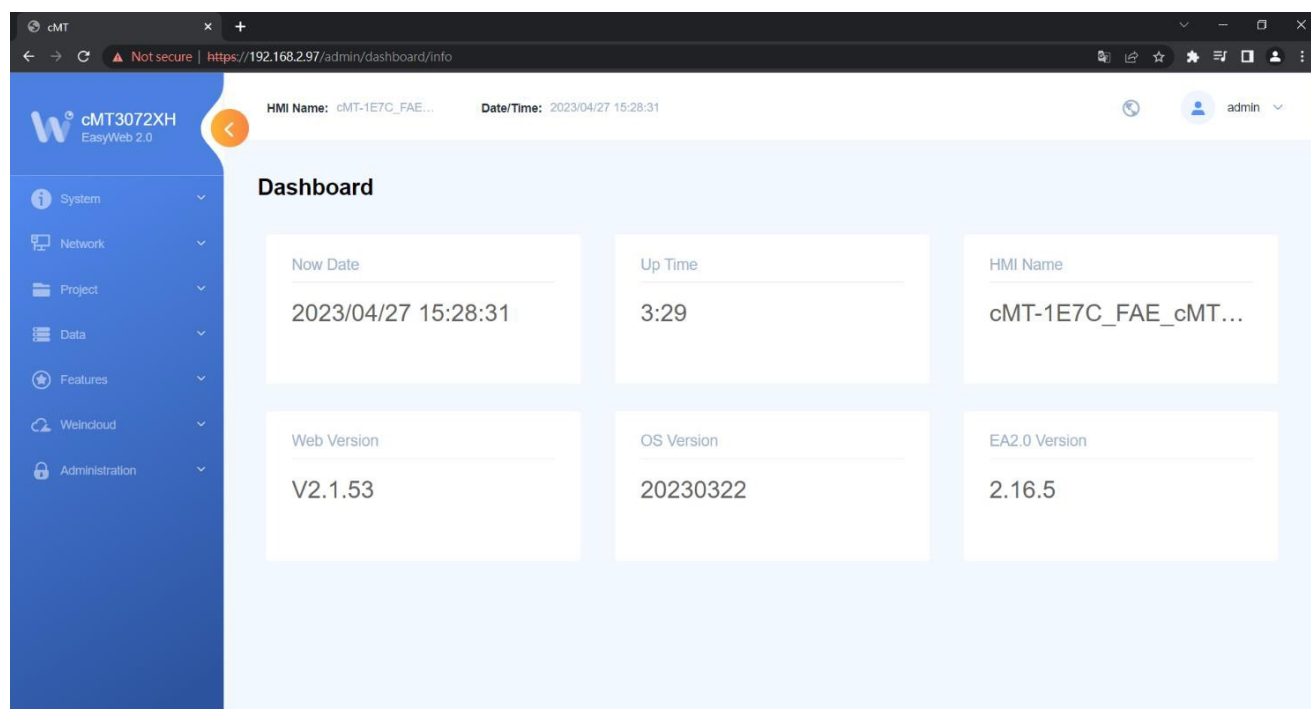 cMT
Not secure | https://192.168.2.97/admin/dashboard/info
cMT3072XH
EasyWeb 2.0
HMI Name: cMT-1E7C_FAE... Date/Time: 2023/04/27 15:28:31
admin
System
Network
Project
Data
Features
Weincloud
Administration
Dashboard
Now Date
2023/04/27 15:28:31
Up Time
3:29
HMI Name
cMT-1E7C_FAE_cMT...
Web Version
V2.1.53
OS Version
20230322
EA2.0 Version
2.16.5